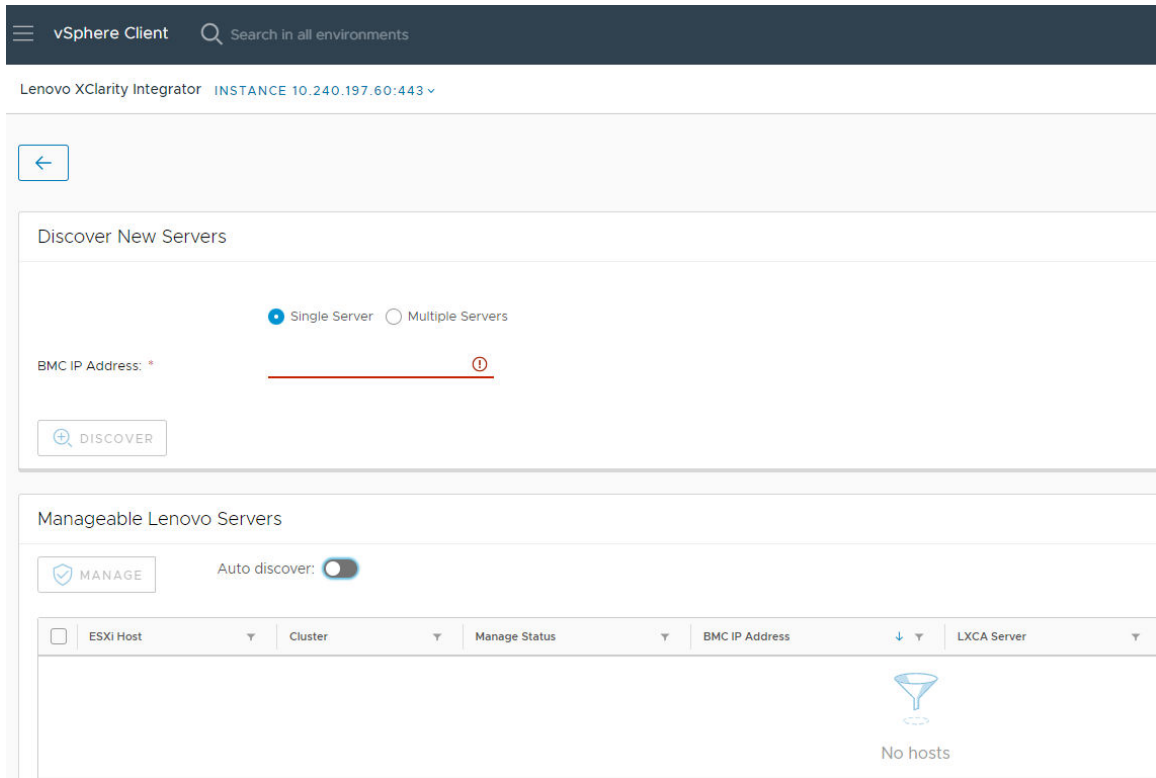 vSphere Client Search in all environments
Lenovo XClarity Integrator INSTANCE 10.240.197.60:443
Discover New Servers
Single Server Multiple Servers
BMC IP Address: *
DISCOVER
Manageable Lenovo Servers
MANAGE Auto discover:
ESXi Host Cluster Manage Status BMC IP Address LXCA Server
No hosts